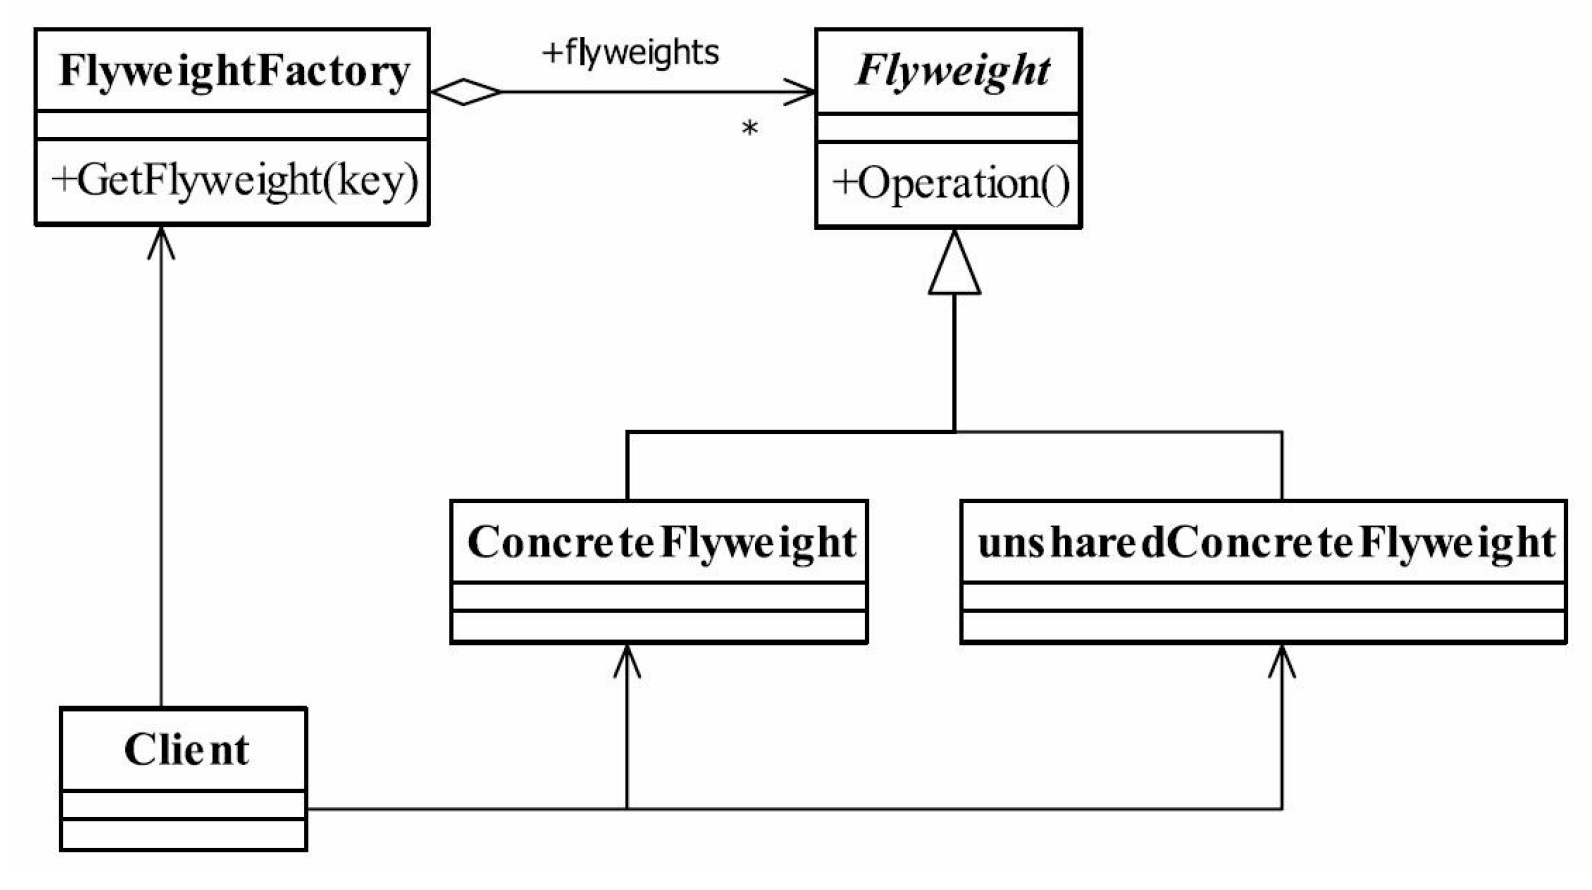 FlyweightFactory
+GetFlyweight(key)
+flyweights
*
Flyweight
+Operation()
ConcreteFlyweight
unsharedConcreteFlyweight
Client